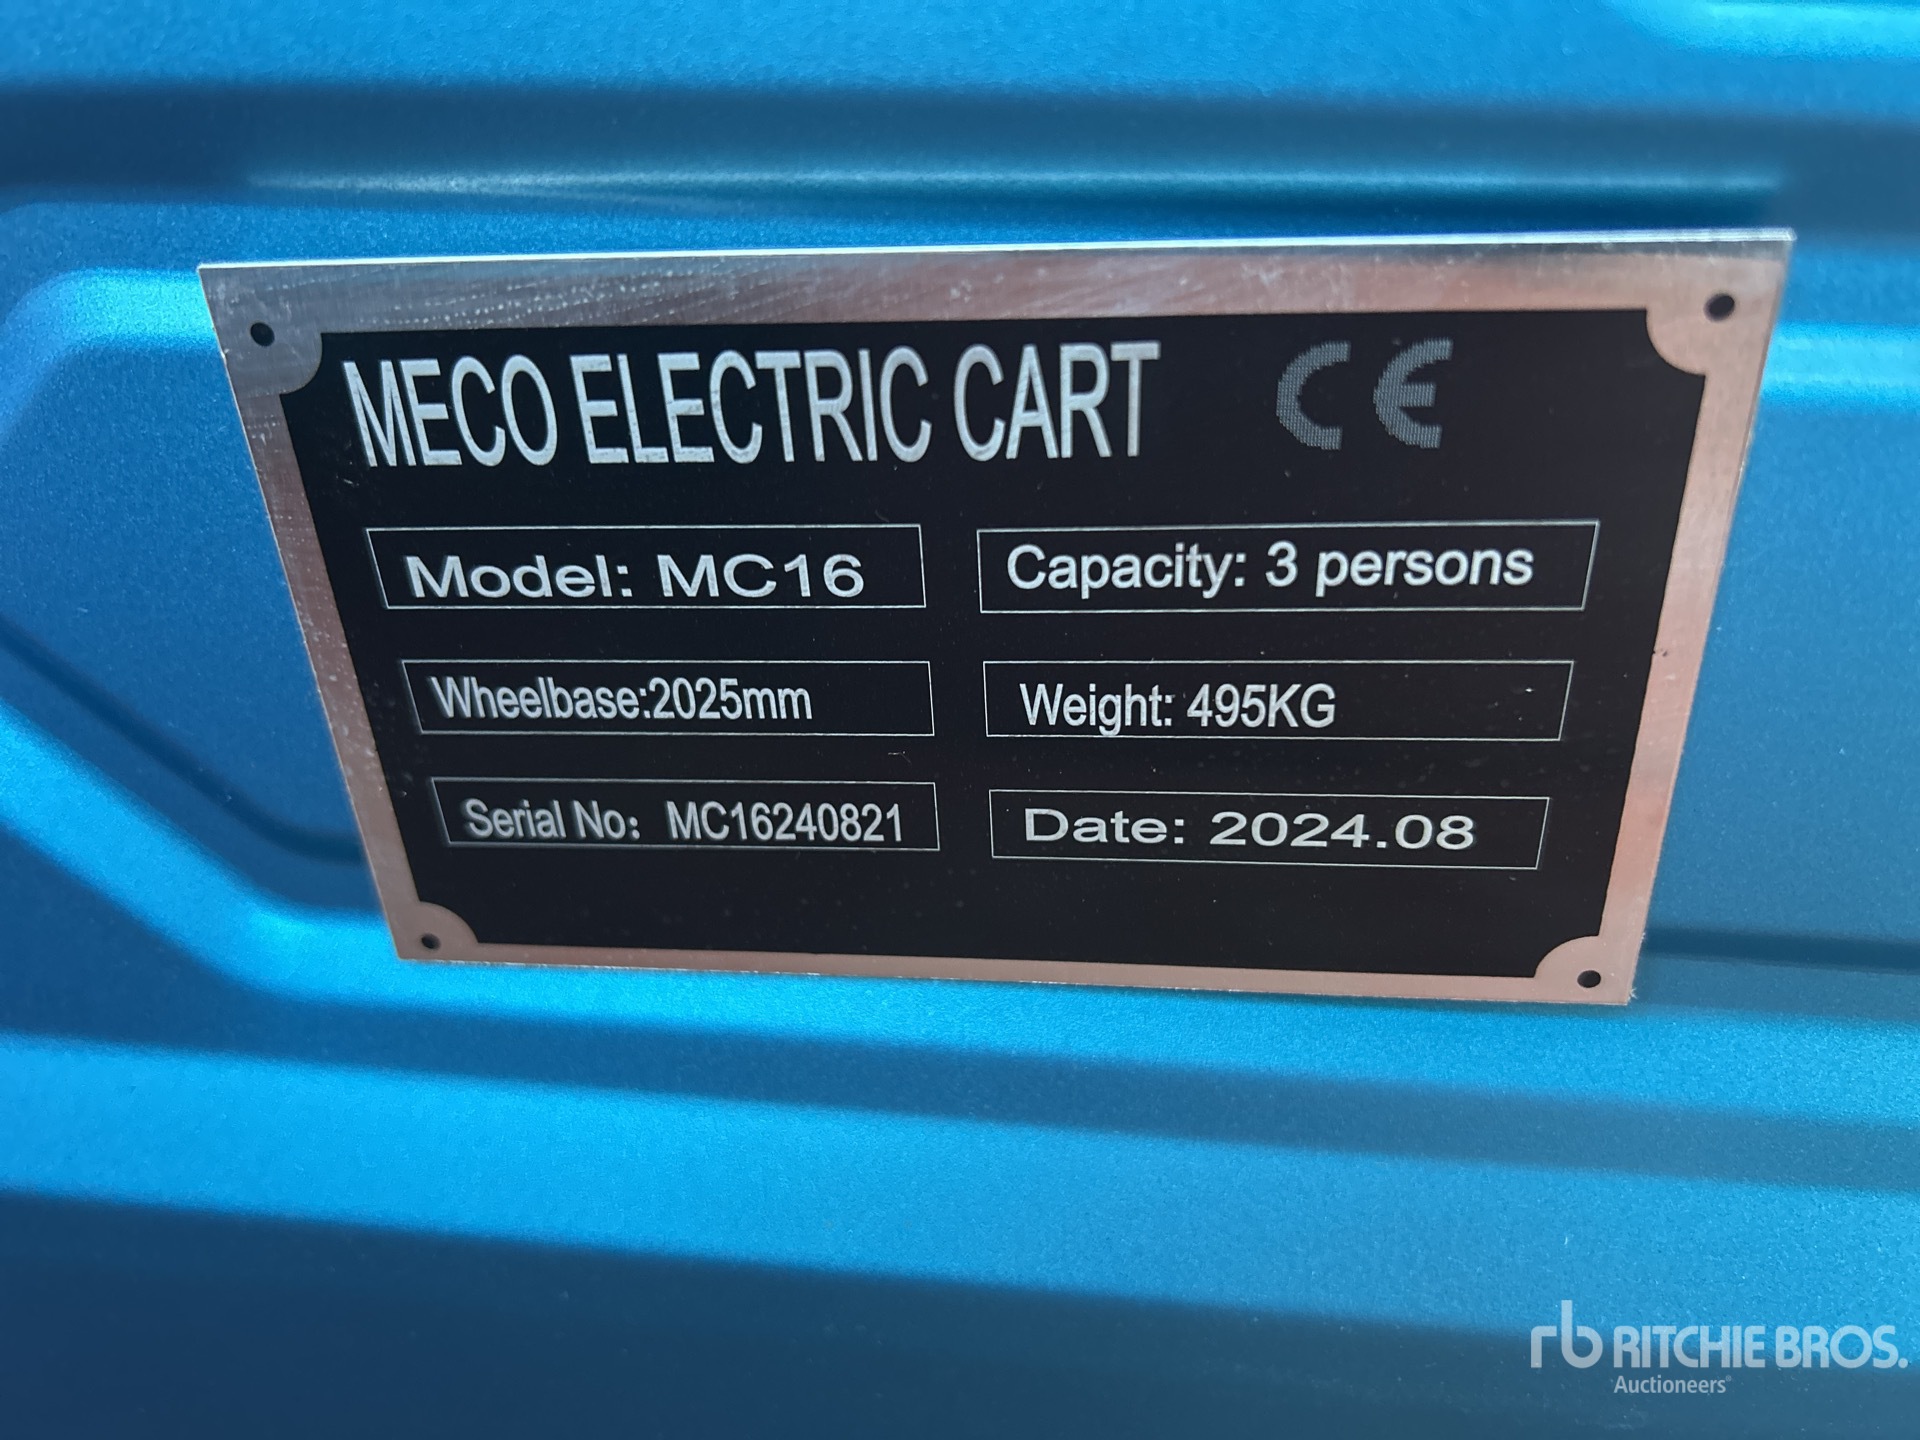 MECO ELECTRIC CART CE
Model: MC16
Capacity: 3 persons
Wheelbase:2025mm
Weight: 495KG
Serial No: MC16240821
Date: 2024.08
rb RITCHIE BROS.
Auctioneers